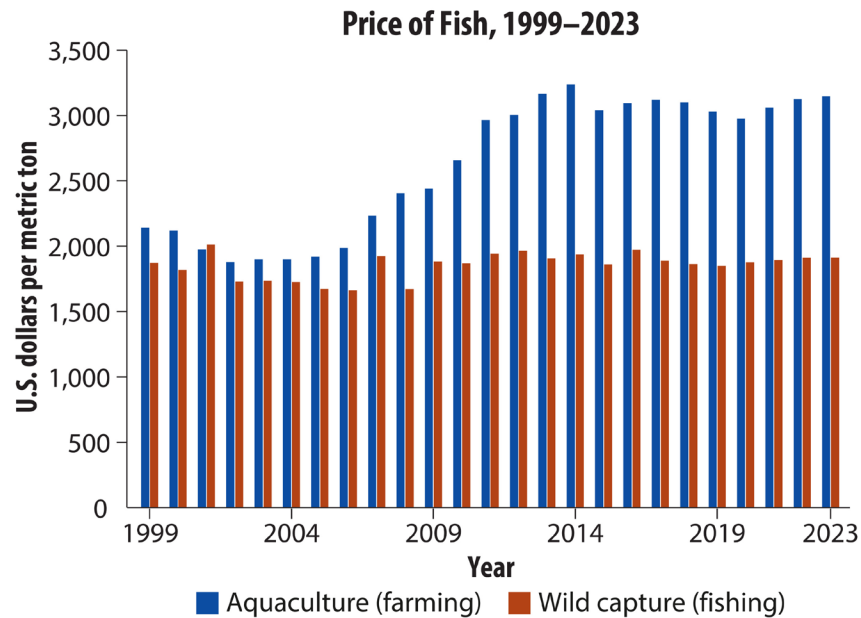 Price of Fish, 1999–2023
U.S. dollars per metric ton
3,500
3,000
2,500
2,000
1,500
1,000
500
0
1999 2004 2009 2014 2019 2023
Year
Aquaculture (farming) Wild capture (fishing)